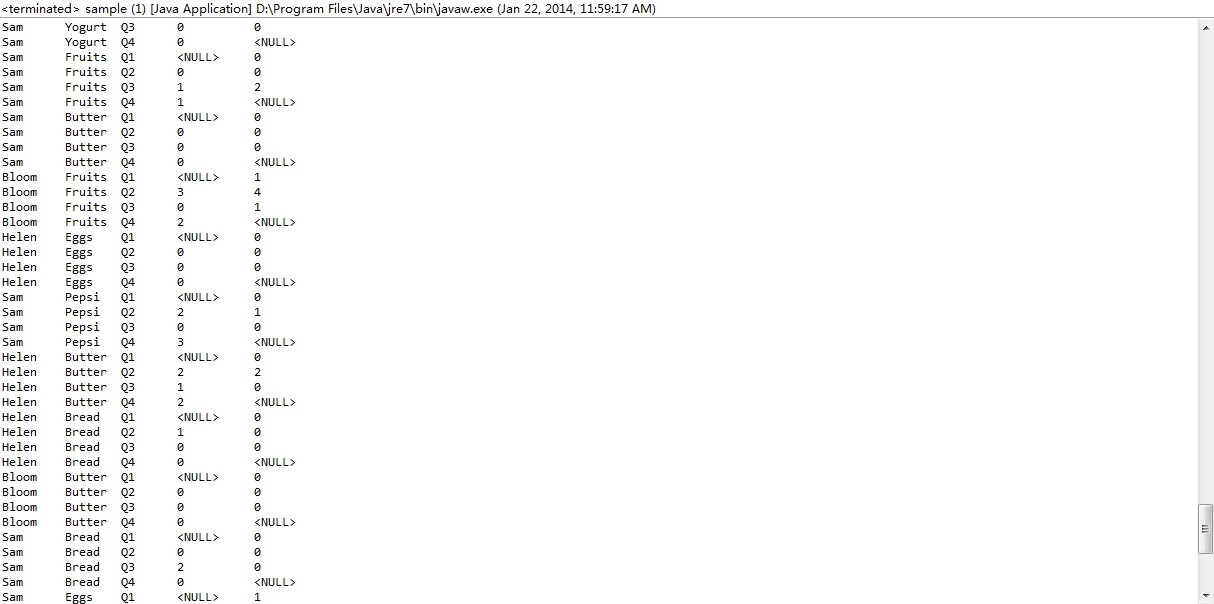 <terminated> sample (1) [Java Application] D:\Program Files\Java\jre7\bin\javaw.exe (Jan 22, 2014, 11:59:17 AM)
Sam Yogurt Q3 0 0
Sam Yogurt Q4 0 <NULL>
Sam Fruits Q1 <NULL> 0
Sam Fruits Q2 0 0
Sam Fruits Q3 1 2
Sam Fruits Q4 1 <NULL>
Sam Butter Q1 <NULL> 0
Sam Butter Q2 0 0
Sam Butter Q3 0 0
Sam Butter Q4 0 <NULL>
Bloom Fruits Q1 <NULL> 1
Bloom Fruits Q2 3 4
Bloom Fruits Q3 0 1
Bloom Fruits Q4 2 <NULL>
Helen Eggs Q1 <NULL> 0
Helen Eggs Q2 0 0
Helen Eggs Q3 0 0
Helen Eggs Q4 0 <NULL>
Sam Pepsi Q1 <NULL> 0
Sam Pepsi Q2 2 1
Sam Pepsi Q3 0 0
Sam Pepsi Q4 3 <NULL>
Helen Butter Q1 <NULL> 0
Helen Butter Q2 2 2
Helen Butter Q3 1 0
Helen Butter Q4 2 <NULL>
Helen Bread Q1 <NULL> 0
Helen Bread Q2 1 0
Helen Bread Q3 0 0
Helen Bread Q4 0 <NULL>
Bloom Butter Q1 <NULL> 0
Bloom Butter Q2 0 0
Bloom Butter Q3 0 0
Bloom Butter Q4 0 <NULL>
Sam Bread Q1 <NULL> 0
Sam Bread Q2 0 0
Sam Bread Q3 2 0
Sam Bread Q4 0 <NULL>
Sam Eggs Q1 <NULL> 1